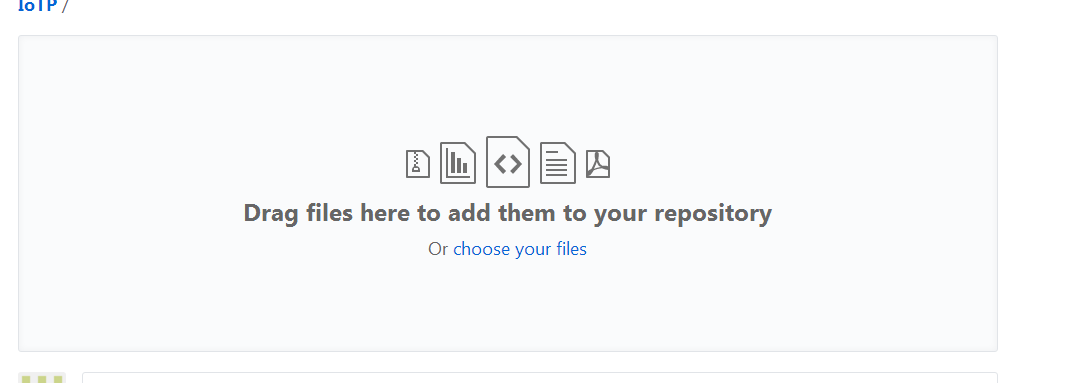 IoTP /
Drag files here to add them to your repository
Or choose your files